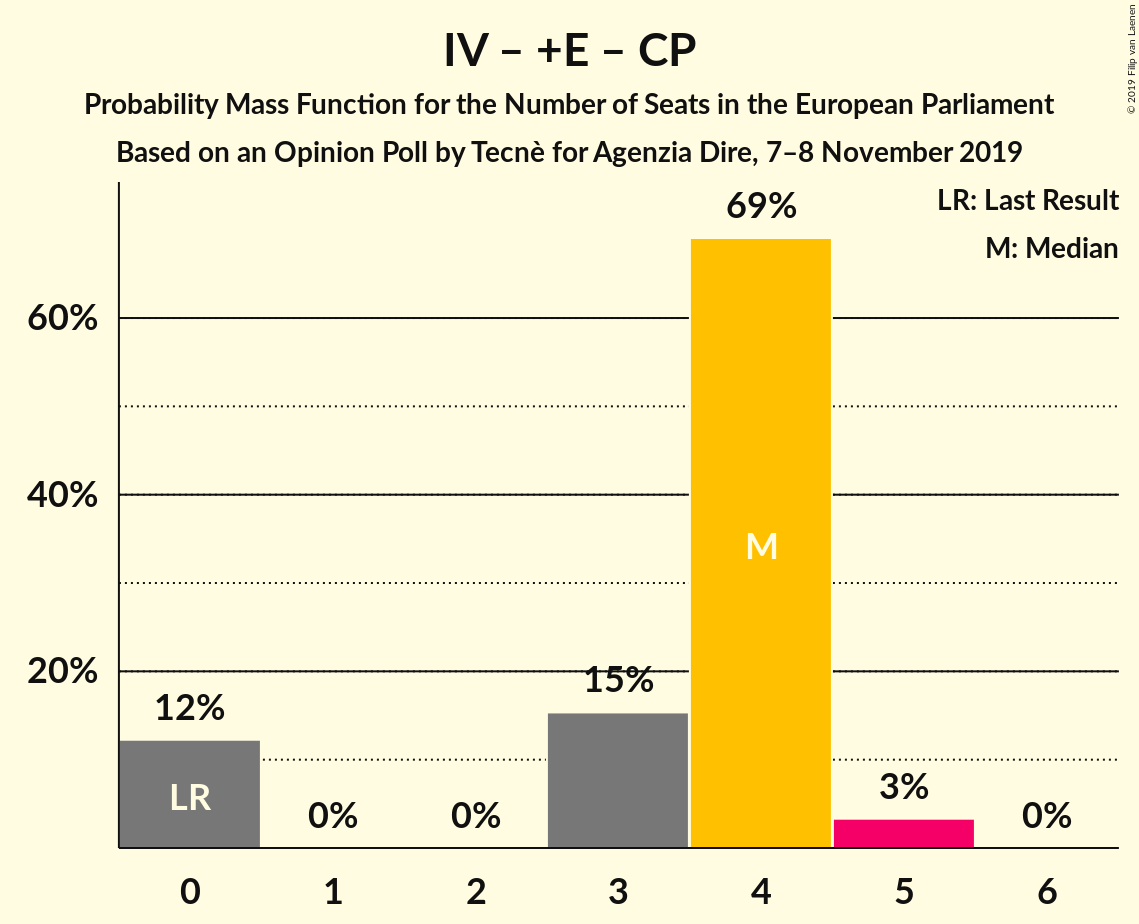 IV – +E – CP
Probability Mass Function for the Number of Seats in the European Parliament
Based on an Opinion Poll by Tecnè for Agenzia Dire, 7–8 November 2019
© 2019 Filip van Laenen
LR: Last Result
M: Median
69%
60%
40%
20%
12%
LR
0%
0%
15%
M
3%
0%
0 1 2 3 4 5 6